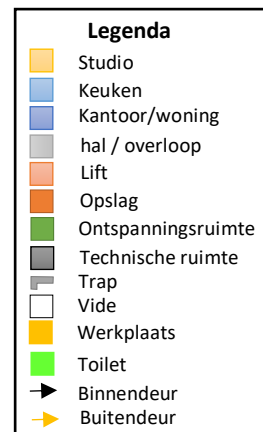 Legenda
Studio
Keuken
Kantoor/woning
hal / overloop
Lift
Opslag
Ontspanningsruimte
Technische ruimte
Trap
Vide
Werkplaats
Toilet
Binnendeur
Buitendeur